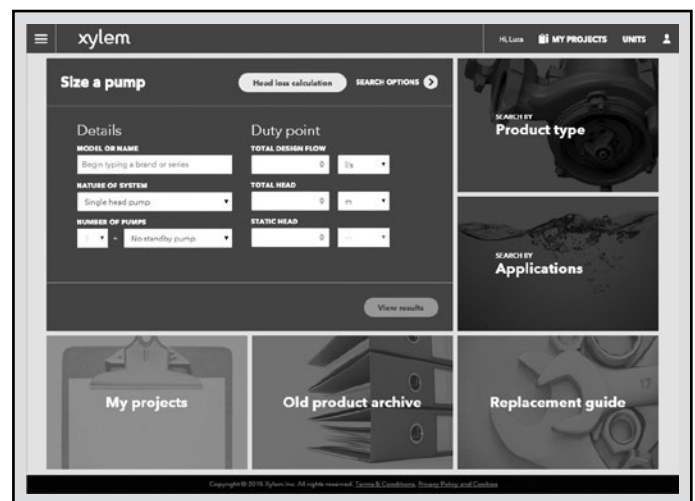 xylem
Hi, Luca MY PROJECTS UNITS
Size a pump
Head loss calculation
SEARCH OPTIONS
Details
MODEL OR NAME
Begin typing a brand or series
NATURE OF SYSTEM
Single head pump
NUMBER OF PUMPS
+ No standby pump
Duty point
TOTAL DESIGN FLOW
0 l/s
TOTAL HEAD
0 m
STATIC HEAD
0 m
View results
SEARCH BY
Product type
SEARCH BY
Applications
My projects
Old product archive
Replacement guide
17
Copyright © 2015 Xylem Inc. All rights reserved. Terms & Conditions, Privacy Policy and Cookies